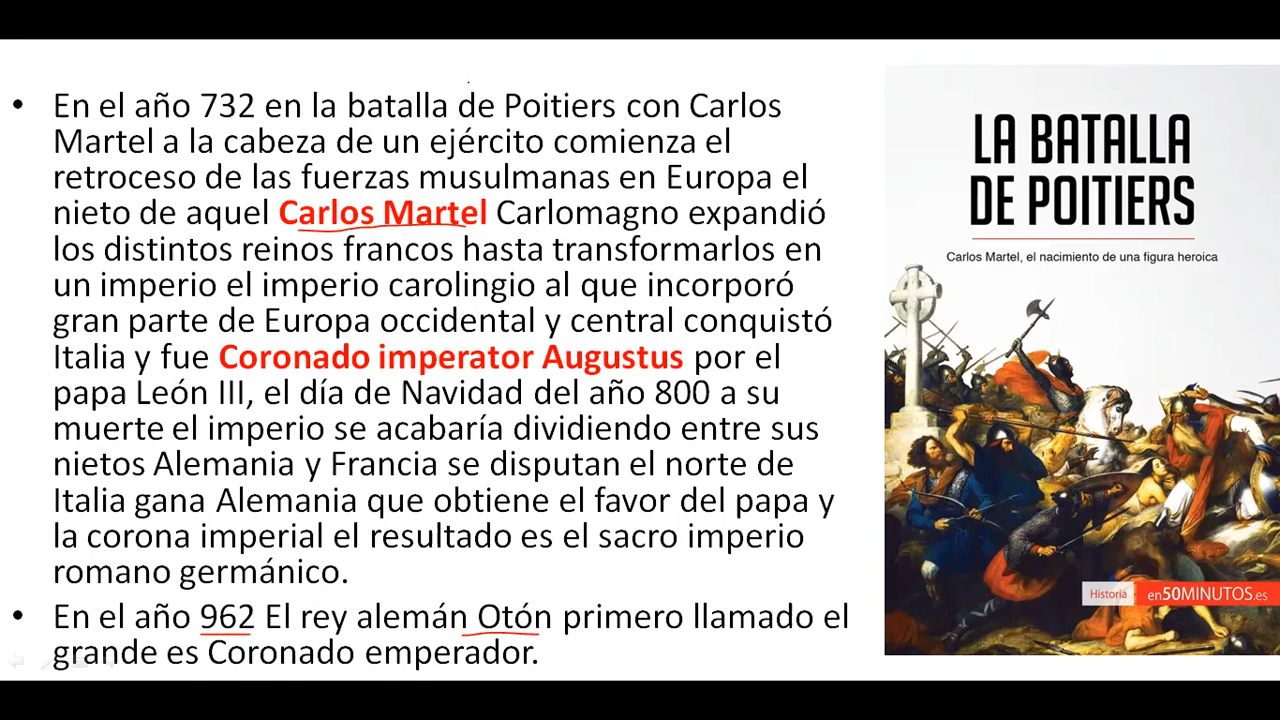 • En el año 732 en la batalla de Poitiers con Carlos
Martel a la cabeza de un ejército comienza el
retroceso de las fuerzas musulmanas en Europa el
nieto de aquel Carlos Martel Carlomagno expandió
los distintos reinos francos hasta transformarlos en
un imperio el imperio carolingio al que incorporó
gran parte de Europa occidental y central conquistó
Italia y fue Coronado imperator Augustus por el
papa León III, el día de Navidad del año 800 a su
muerte el imperio se acabaría dividiendo entre sus
nietos Alemania y Francia se disputan el norte de
Italia gana Alemania que obtiene el favor del papa y
la corona imperial el resultado es el sacro imperio
romano germánico.
• En el año 962 El rey alemán Otón primero llamado el
grande es Coronado emperador.
LA BATALLA
DE POITIERS
Carlos Martel, el nacimiento de una figura heroica
Historia en50MINUTOS.es